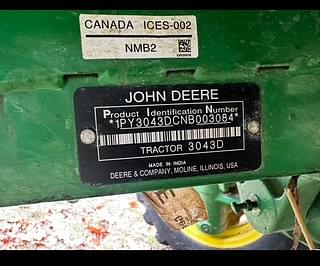 CANADA ICES-002
NMB2
JOHN DEERE
Product Identification Number
*1PY3043DCNB003084*
TRACTOR 3043D
MADE IN INDIA
DEERE & COMPANY, MOLINE, ILLINOIS, USA